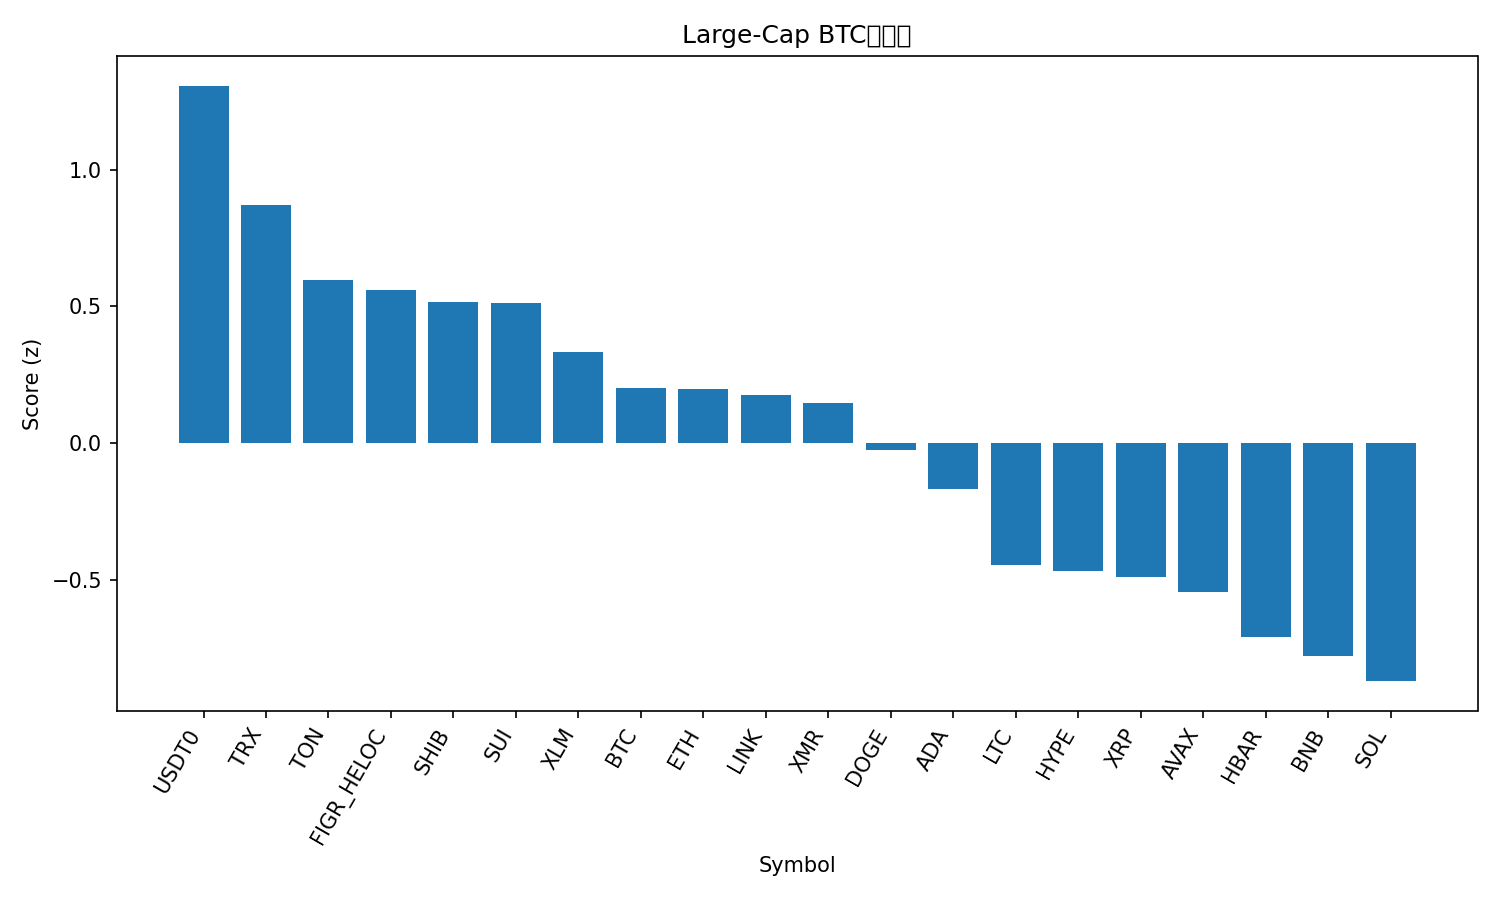 Large-Cap BTC
1.0
0.5
0.0
−0.5
Score (z)
USDT0
TRX
TON
FIGR_HELOC
SHIB
SUI
XLM
BTC
ETH
LINK
XMR
DOGE
ADA
LTC
HYPE
XRP
AVAX
HBAR
BNB
SOL
Symbol